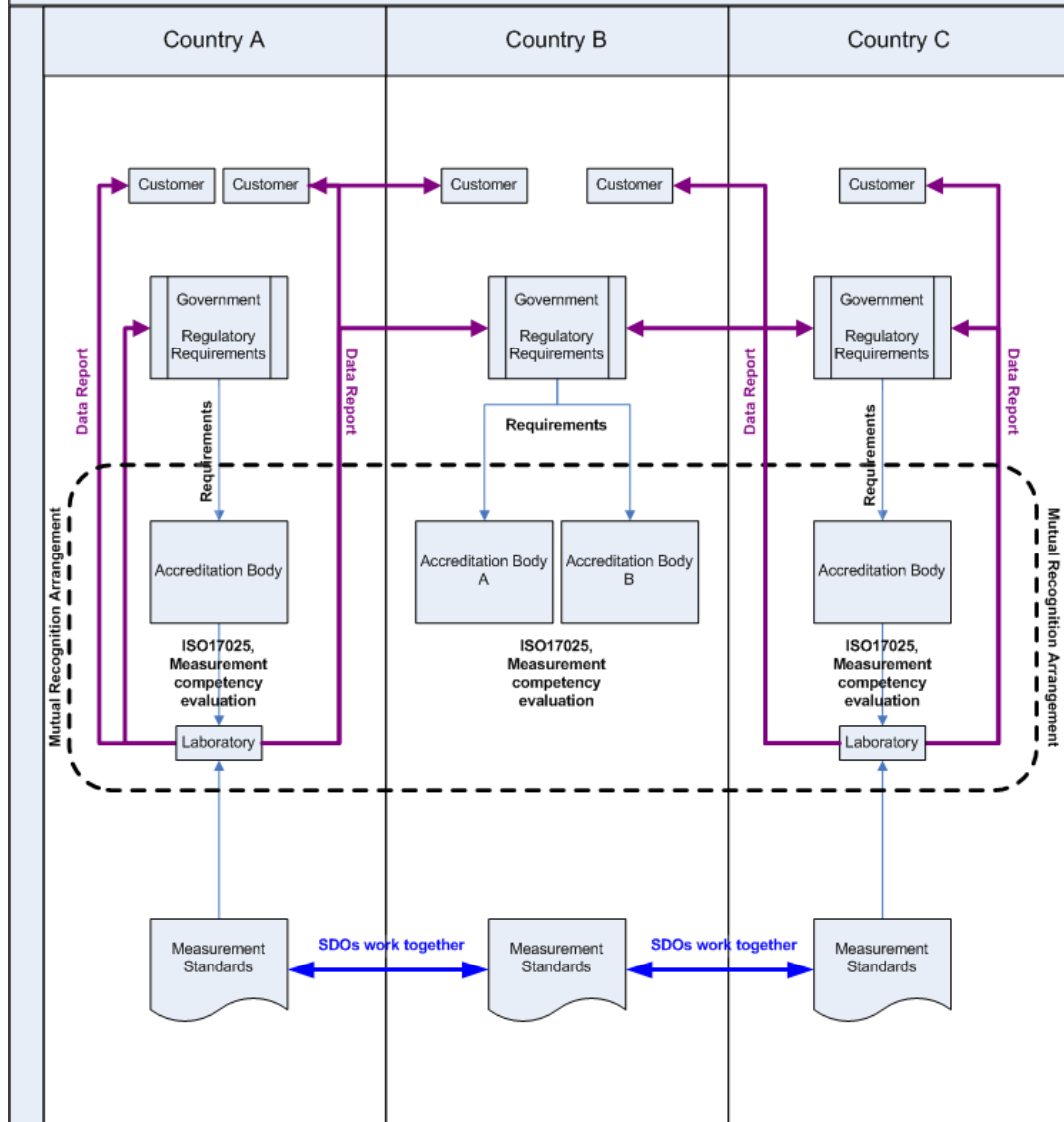 Country A
Country B
Country C
Customer
Customer
Customer
Customer
Customer
Government
Regulatory
Requirements
Government
Regulatory
Requirements
Government
Regulatory
Requirements
Data Report
Data Report
Data Report
Data Report
Requirements
Requirements
Requirements
Mutual Recognition Arrangement
Mutual Recognition Arrangement
Accreditation Body
Accreditation Body
A
Accreditation Body
B
Accreditation Body
ISO17025,
Measurement
competency
evaluation
ISO17025,
Measurement
competency
evaluation
ISO17025,
Measurement
competency
evaluation
Laboratory
Laboratory
Measurement
Standards
SDOs work together
Measurement
Standards
SDOs work together
Measurement
Standards